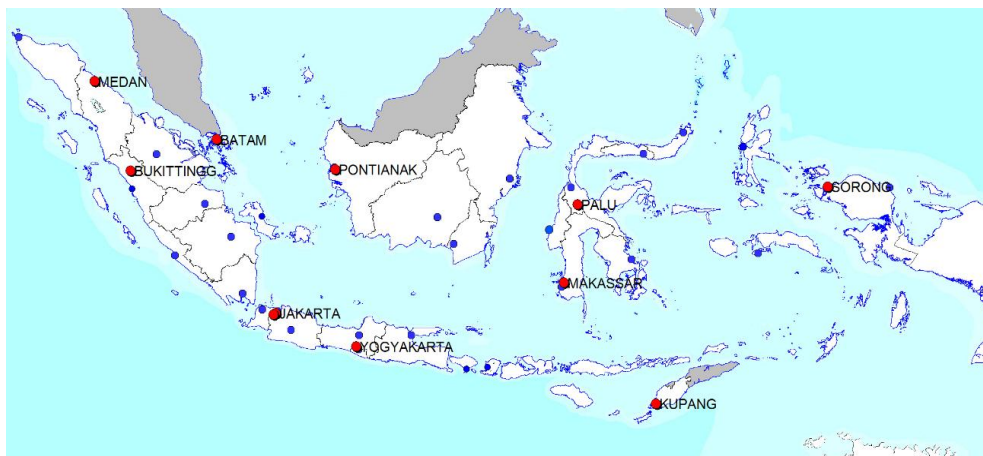 MEDAN
BATAM
BUKITTINGG
PONTIANAK
SORONG
PALU
MAKASSAR
JAKARTA
YOGYAKARTA
KUPANG